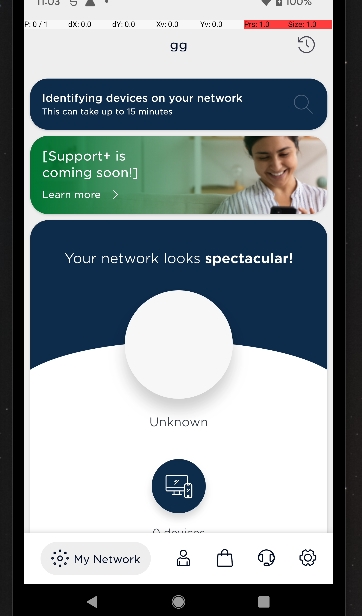 11:03 100%
P: 0 / 1 dX: 0.0 dY: 0.0 Xv: 0.0 Yv: 0.0 Prs: 1.0 Size: 1.0
gg
Identifying devices on your network
This can take up to 15 minutes
[Support+ is
coming soon!]
Learn more
Your network looks spectacular!
Unknown
0 devices
My Network